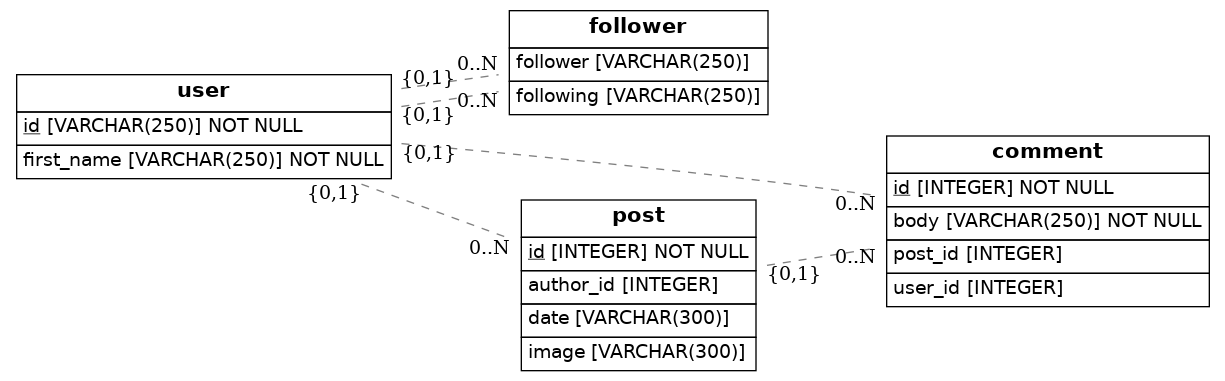 user
id [VARCHAR(250)] NOT NULL
first_name [VARCHAR(250)] NOT NULL
{0,1}
0..N
{0,1}
0..N
{0,1}
0..N
{0,1}
0..N
follower
follower [VARCHAR(250)]
following [VARCHAR(250)]
post
id [INTEGER] NOT NULL
author_id [INTEGER]
date [VARCHAR(300)]
image [VARCHAR(300)]
{0,1}
0..N
comment
id [INTEGER] NOT NULL
body [VARCHAR(250)] NOT NULL
post_id [INTEGER]
user_id [INTEGER]